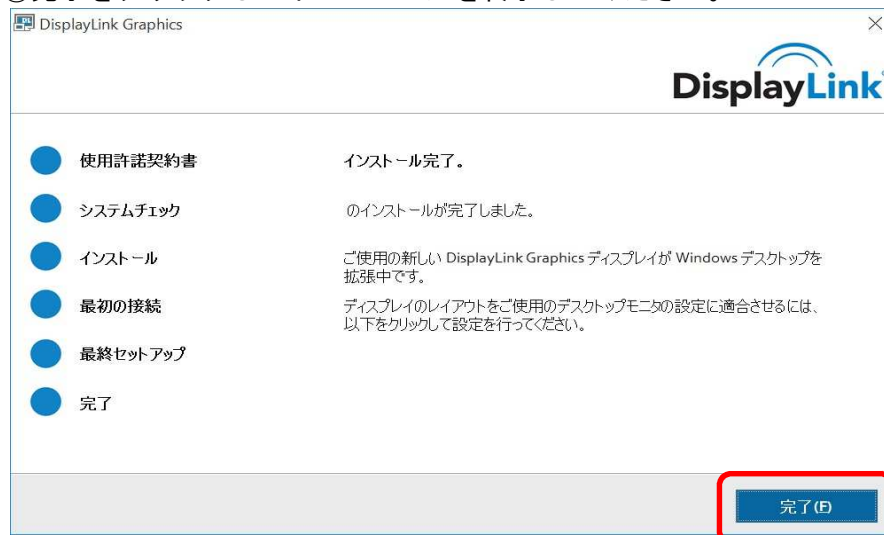 DisplayLink Graphics
DisplayLink
使用許諾契約書
インストール完了。
システムチェック
のインストールが完了しました。
インストール
ご使用の新しい DisplayLink Graphics ディスプレイが Windows デスクトップを
拡張中です。
最初の接続
ディスプレイのレイアウトをご使用のデスクトップモニタの設定に適合させるには、
以下をクリックして設定を行ってください。
最終セットアップ
完了
完了(F)